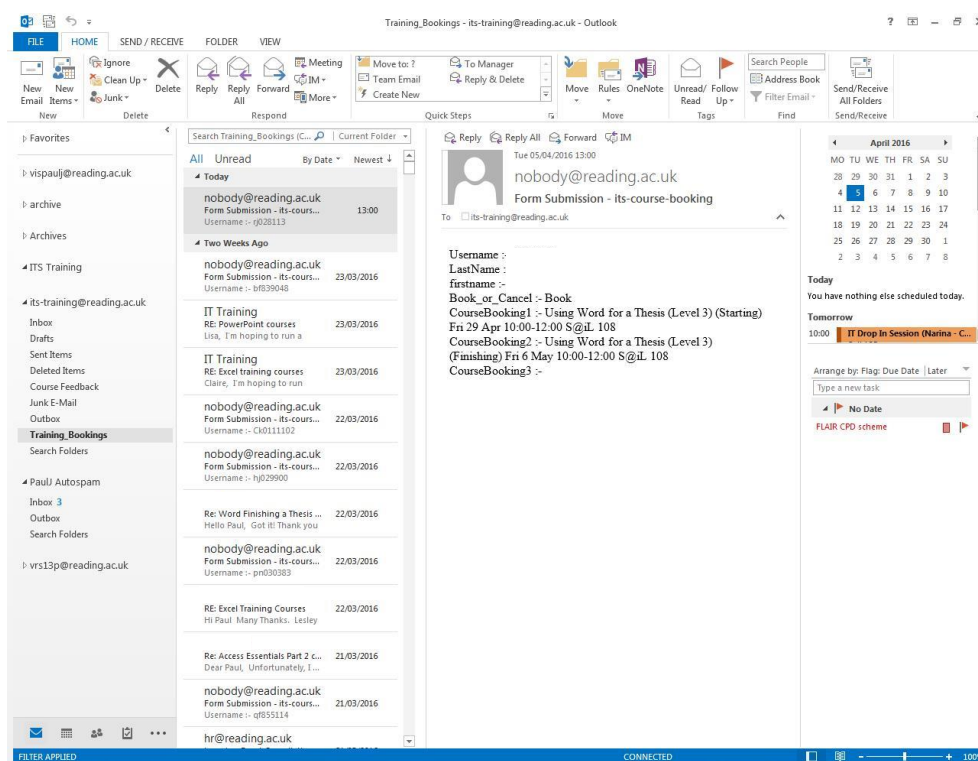 Training_Bookings - its-training@reading.ac.uk - Outlook
FILE HOME SEND / RECEIVE FOLDER VIEW
New Email
New Items
Ignore
Clean Up
Junk
Delete
Reply
Reply All
Forward
Meeting
IM
More
Move to: ?
Team Email
Create New
To Manager
Reply & Delete
Move
Rules
OneNote
Unread/ Read
Follow Up
Search People
Address Book
Filter Email
Send/Receive All Folders
New Delete Respond Quick Steps Move Tags Find Send/Receive
Favorites
vispaulj@reading.ac.uk
archive
Archives
ITS Training
its-training@reading.ac.uk
Inbox
Drafts
Sent Items
Deleted Items
Course Feedback
Junk E-Mail
Outbox
Training_Bookings
Search Folders
PaulJ Autospam
Inbox 3
Outbox
Search Folders
vrs13p@reading.ac.uk
Search Training_Bookings (C... Current Folder
All Unread By Date Newest
Today
nobody@reading.ac.uk
Form Submission - its-cours... 13:00
Username :- rj028113
Two Weeks Ago
nobody@reading.ac.uk
Form Submission - its-cours... 23/03/2016
Username :- bf839048
IT Training
RE: PowerPoint courses 23/03/2016
Lisa, I'm hoping to run a
IT Training
RE: Excel training courses 23/03/2016
Claire, I'm hoping to run
nobody@reading.ac.uk
Form Submission - its-cours... 22/03/2016
Username :- Ck0111102
nobody@reading.ac.uk
Form Submission - its-cours... 22/03/2016
Username :- hj029900
Re: Word Finishing a Thesis ... 22/03/2016
Hello Paul, Got it! Thank you
nobody@reading.ac.uk
Form Submission - its-cours... 22/03/2016
Username :- pn030383
RE: Excel Training Courses 22/03/2016
Hi Paul Many Thanks. Lesley
Re: Access Essentials Part 2 c... 21/03/2016
Dear Paul, Unfortunately, I ...
nobody@reading.ac.uk
Form Submission - its-cours... 21/03/2016
Username :- qf855114
hr@reading.ac.uk
Reply Reply All Forward IM
Tue 05/04/2016 13:00
nobody@reading.ac.uk
Form Submission - its-course-booking
To its-training@reading.ac.uk
Username :-
LastName :
firstname :-
Book_or_Cancel :- Book
CourseBooking1 :- Using Word for a Thesis (Level 3) (Starting)
Fri 29 Apr 10:00-12:00 S@iL 108
CourseBooking2 :- Using Word for a Thesis (Level 3)
(Finishing) Fri 6 May 10:00-12:00 S@iL 108
CourseBooking3 :-
April 2016
MO TU WE TH FR SA SU
28 29 30 31 1 2 3
4 5 6 7 8 9 10
11 12 13 14 15 16 17
18 19 20 21 22 23 24
25 26 27 28 29 30 1
2 3 4 5 6 7 8
Today
You have nothing else scheduled today.
Tomorrow
10:00 IT Drop In Session (Narina - C...
Arrange by: Flag: Due Date Later
Type a new task
No Date
FLAIR CPD scheme
FILTER APPLIED CONNECTED 100%